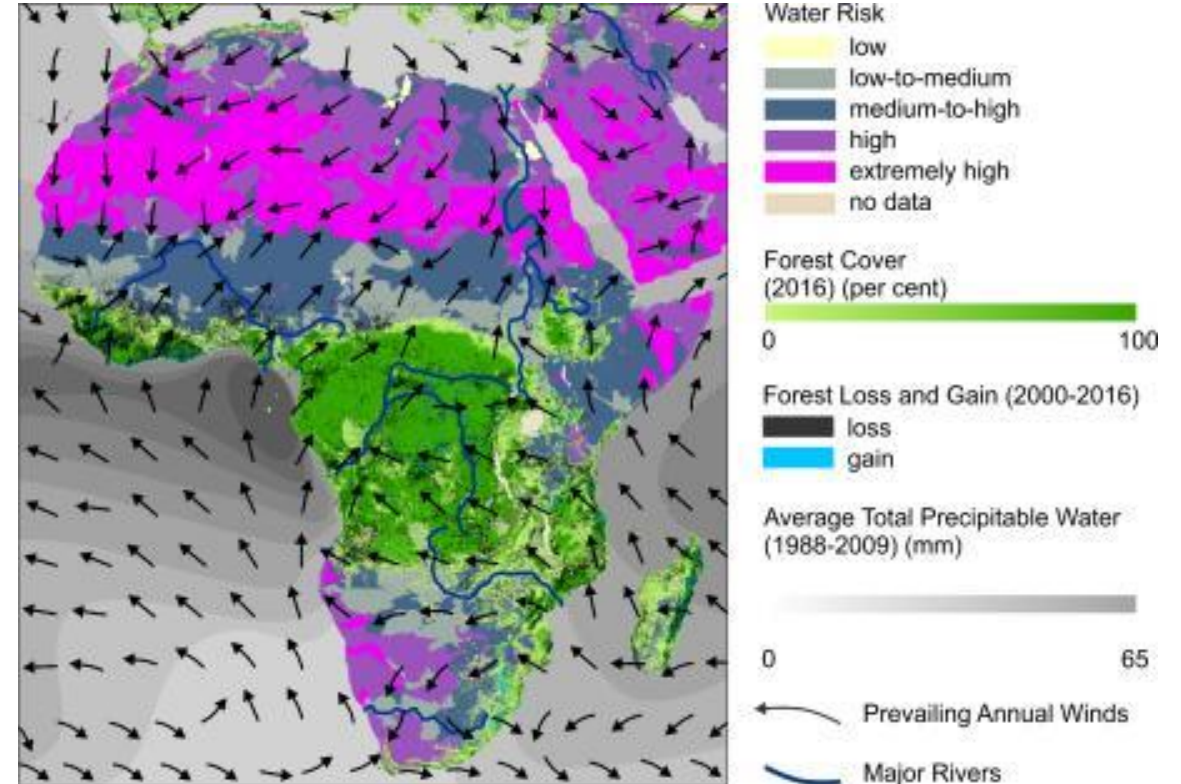 Water Risk
low
low-to-medium
medium-to-high
high
extremely high
no data
Forest Cover
(2016) (per cent)
0 100
Forest Loss and Gain (2000-2016)
loss
gain
Average Total Precipitable Water
(1988-2009) (mm)
0 65
Prevailing Annual Winds
Major Rivers